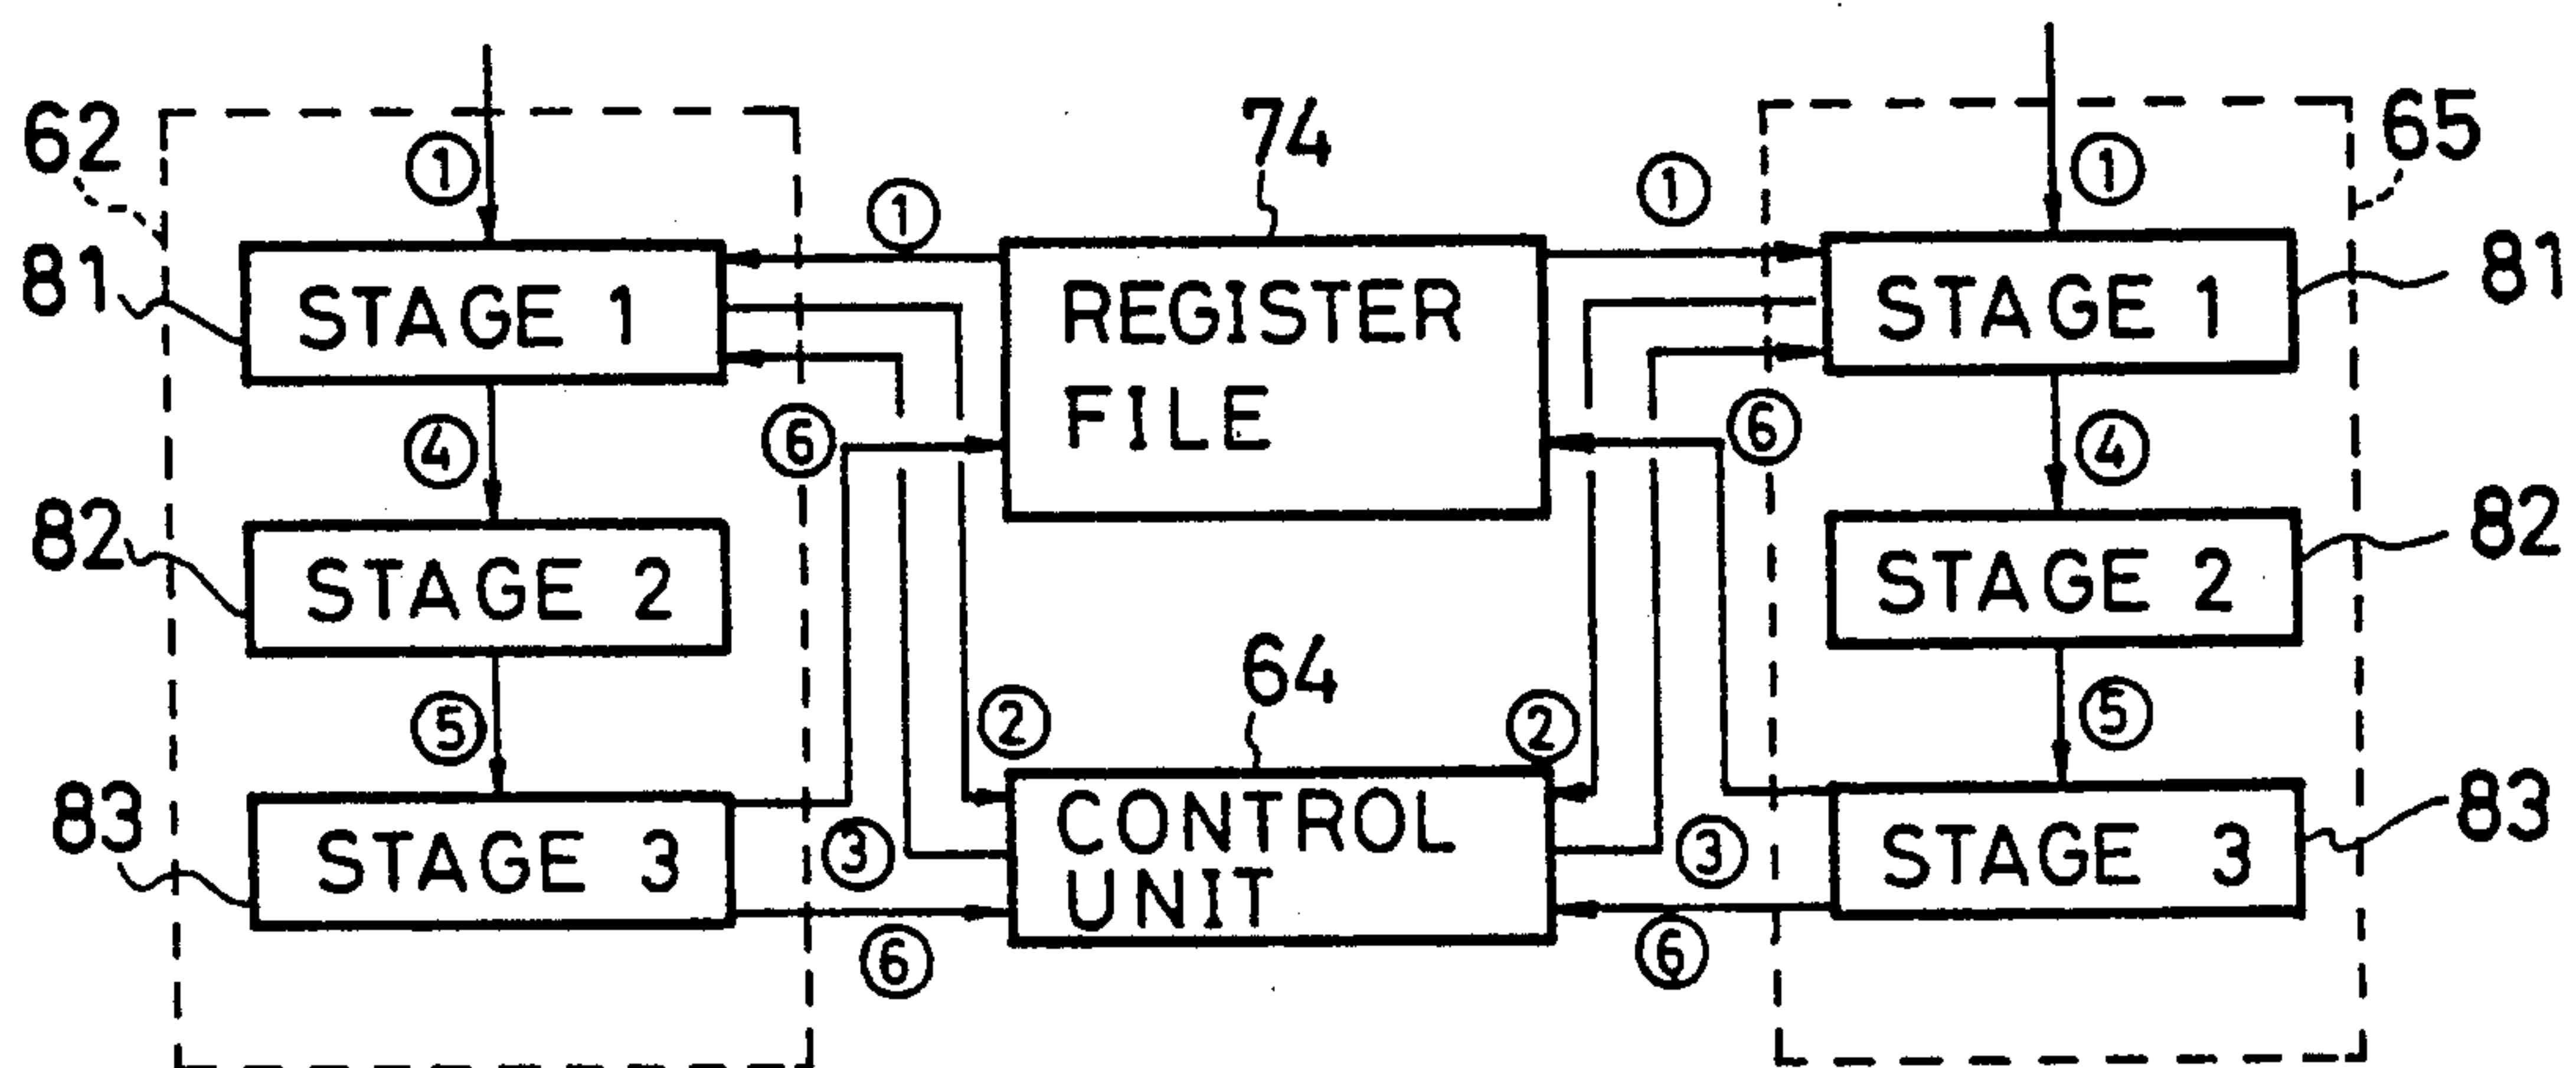 62
74
65
①
①
①
①
81
STAGE 1
REGISTER
FILE
STAGE 1
81
④
⑥
⑥
④
82
STAGE 2
STAGE 2
82
64
⑤
②
②
⑤
83
STAGE 3
③
CONTROL
UNIT
③
STAGE 3
83
⑥
⑥